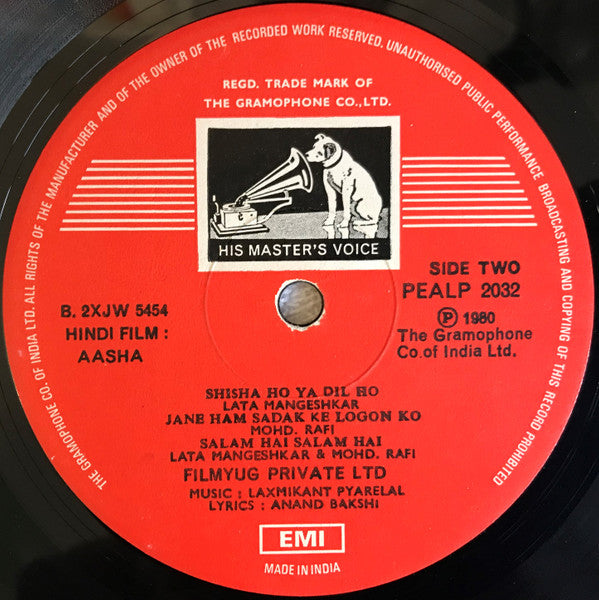 THE GRAMOPHONE CO. OF INDIA LTD. ALL RIGHTS OF THE MANUFACTURER AND OF THE OWNER OF THE RECORDED WORK RESERVED. UNAUTHORISED PUBLIC PERFORMANCE BROADCASTING AND COPYING OF THIS RECORD PROHIBITED
REGD. TRADE MARK OF
THE GRAMOPHONE CO., LTD.
HIS MASTER'S VOICE
SIDE TWO
PEALP 2032
Ⓟ 1980
The Gramophone
Co.of India Ltd.
B. 2XJW 5454
HINDI FILM :
AASHA
SHISHA HO YA DIL HO
LATA MANGESHKAR
JANE HAM SADAK KE LOGON KO
MOHD. RAFI
SALAM HAI SALAM HAI
LATA MANGESHKAR & MOHD. RAFI
FILMYUG PRIVATE LTD
MUSIC : LAXMIKANT PYARELAL
LYRICS : ANAND BAKSHI
EMI
MADE IN INDIA